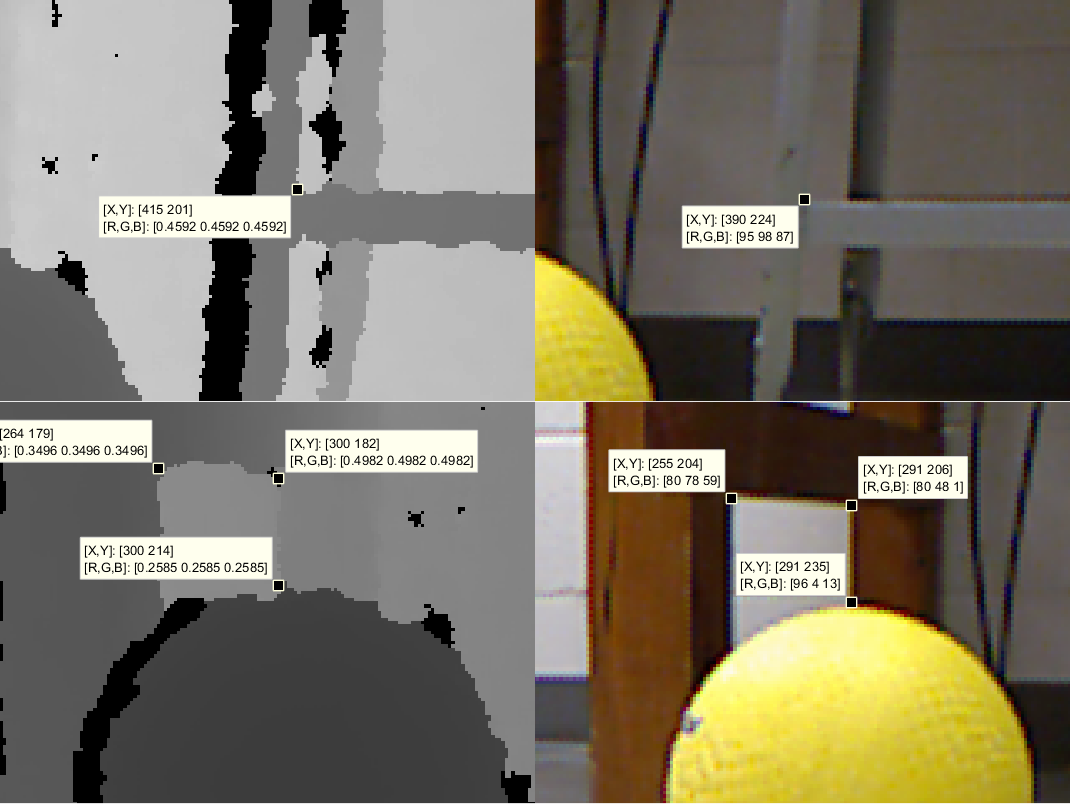 [X,Y]: [415 201]
[R,G,B]: [0.4592 0.4592 0.4592]
[X,Y]: [390 224]
[R,G,B]: [95 98 87]
[264 179]
]: [0.3496 0.3496 0.3496]
[X,Y]: [300 182]
[R,G,B]: [0.4982 0.4982 0.4982]
[X,Y]: [300 214]
[R,G,B]: [0.2585 0.2585 0.2585]
[X,Y]: [255 204]
[R,G,B]: [80 78 59]
[X,Y]: [291 206]
[R,G,B]: [80 48 1]
[X,Y]: [291 235]
[R,G,B]: [96 4 13]